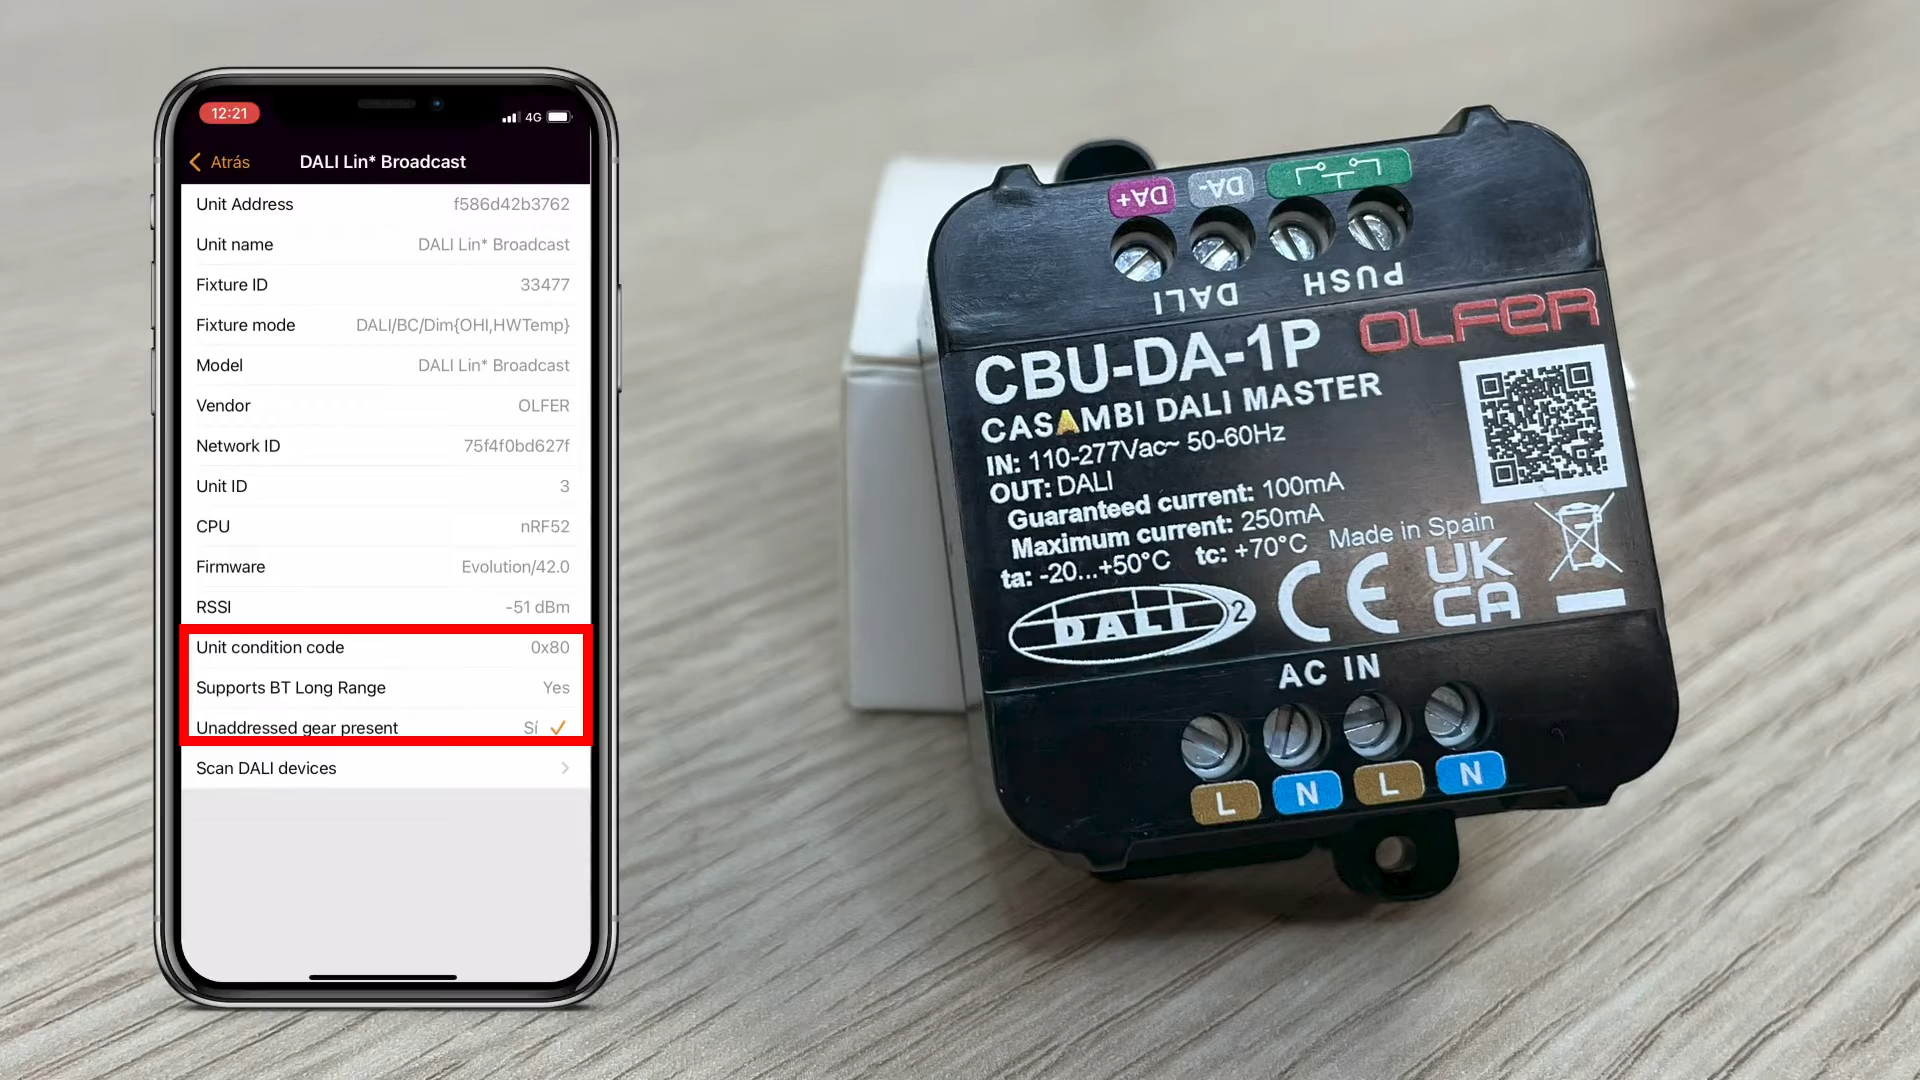 12:21
4G
Atrás
DALI Lin* Broadcast
Unit Address f586d42b3762
Unit name DALI Lin* Broadcast
Fixture ID 33477
Fixture mode DALI/BC/Dim{OHI,HWTemp}
Model DALI Lin* Broadcast
Vendor OLFER
Network ID 75f4f0bd627f
Unit ID 3
CPU nRF52
Firmware Evolution/42.0
RSSI -51 dBm
Unit condition code 0x80
Supports BT Long Range Yes
Unaddressed gear present Sí
Scan DALI devices
DA+ DA-
DALI PUSH
OLFER
CBU-DA-1P
CASAMBI DALI MASTER
IN: 110-277Vac~ 50-60Hz
OUT: DALI
Guaranteed current: 100mA
Maximum current: 250mA
ta: -20...+50°C tc: +70°C
Made in Spain
DALI 2
CE
UK
CA
AC IN
L N L N